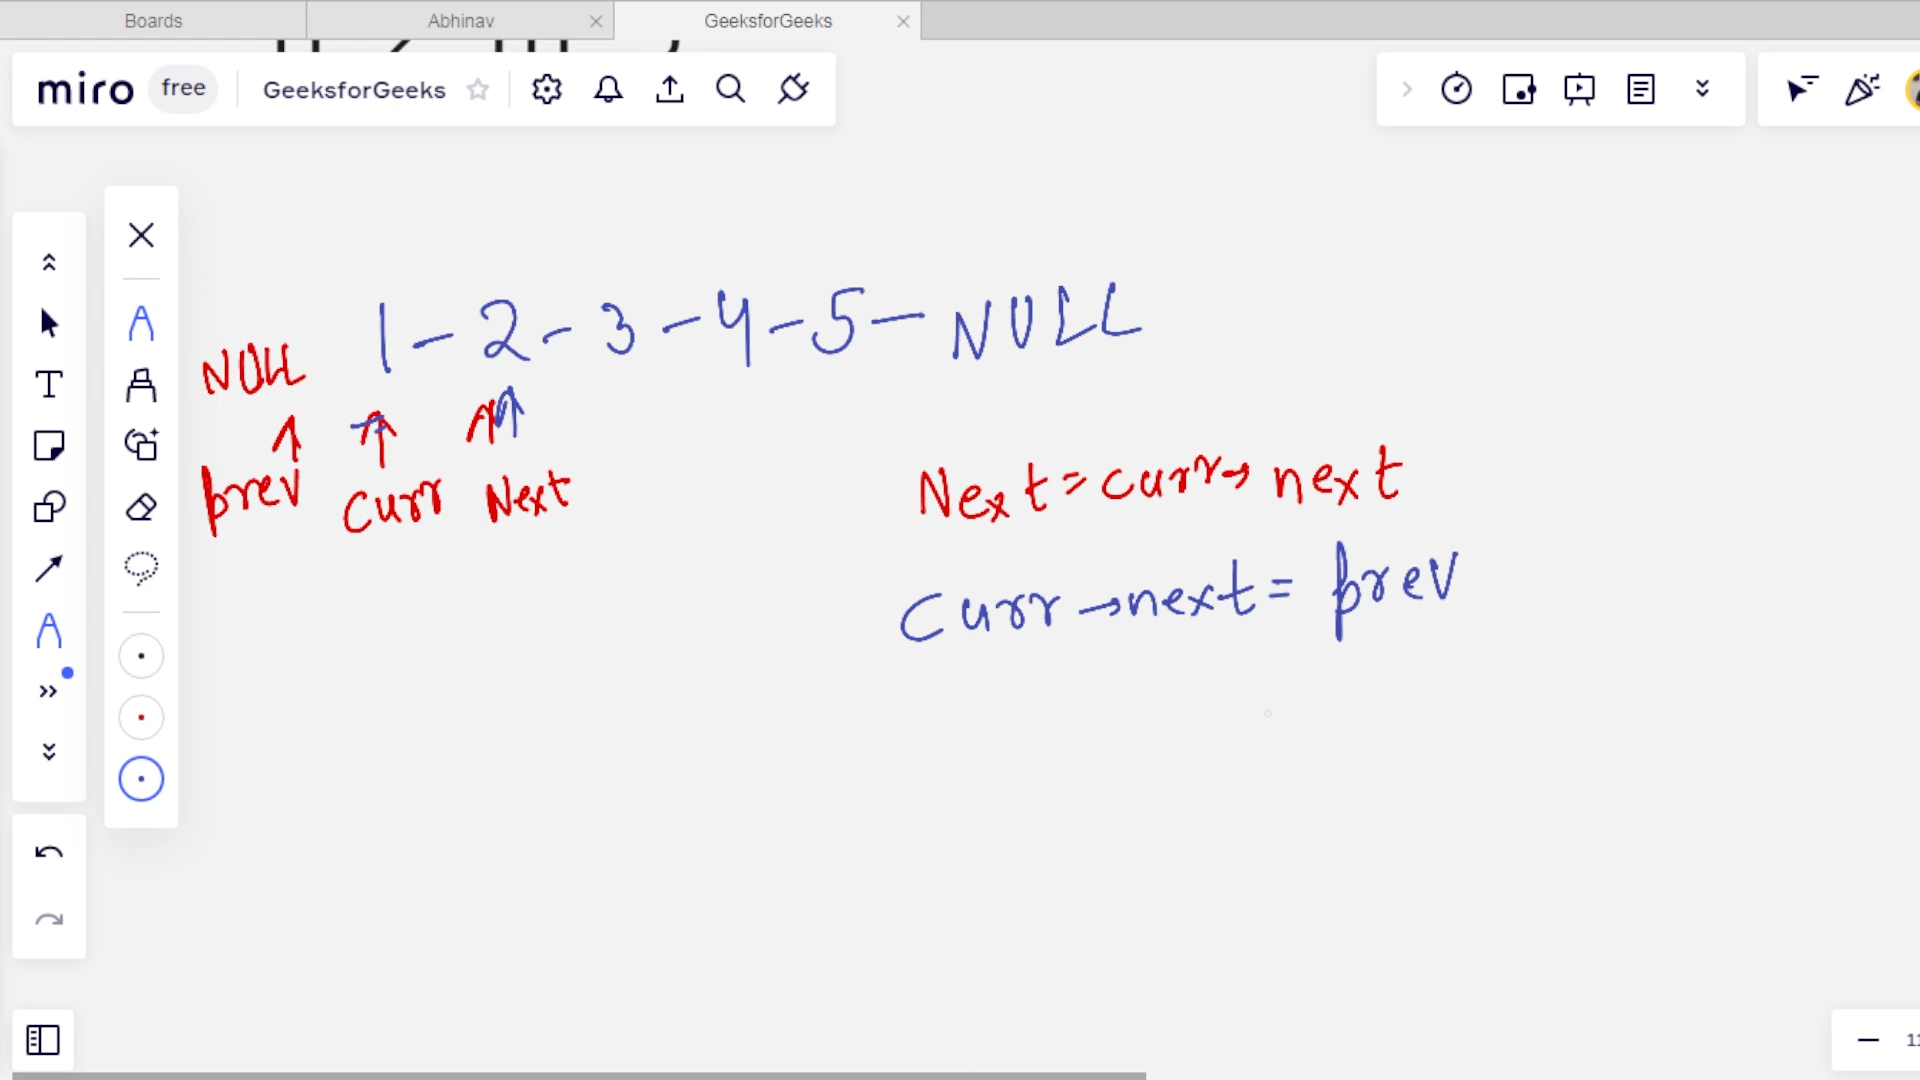 Boards Abhinav GeeksforGeeks
miro free GeeksforGeeks
1 - 2 - 3 - 4 - 5 - NULL
NULL
prev Curr Next
Next = curr → next
Curr → next = prev